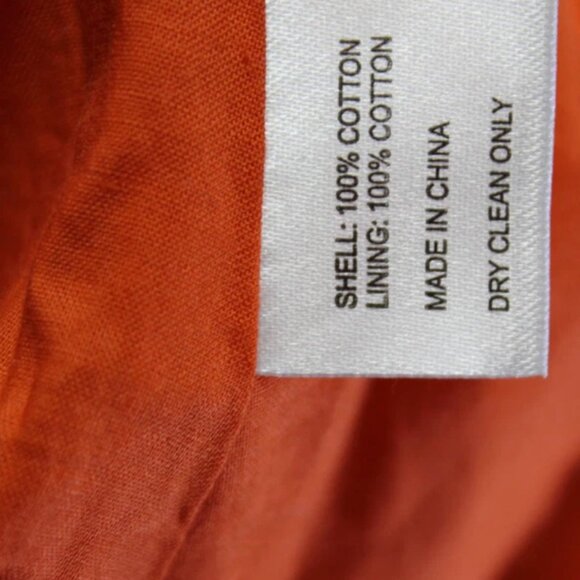 SHELL: 100% COTTON
LINING: 100% COTTON
MADE IN CHINA
DRY CLEAN ONLY